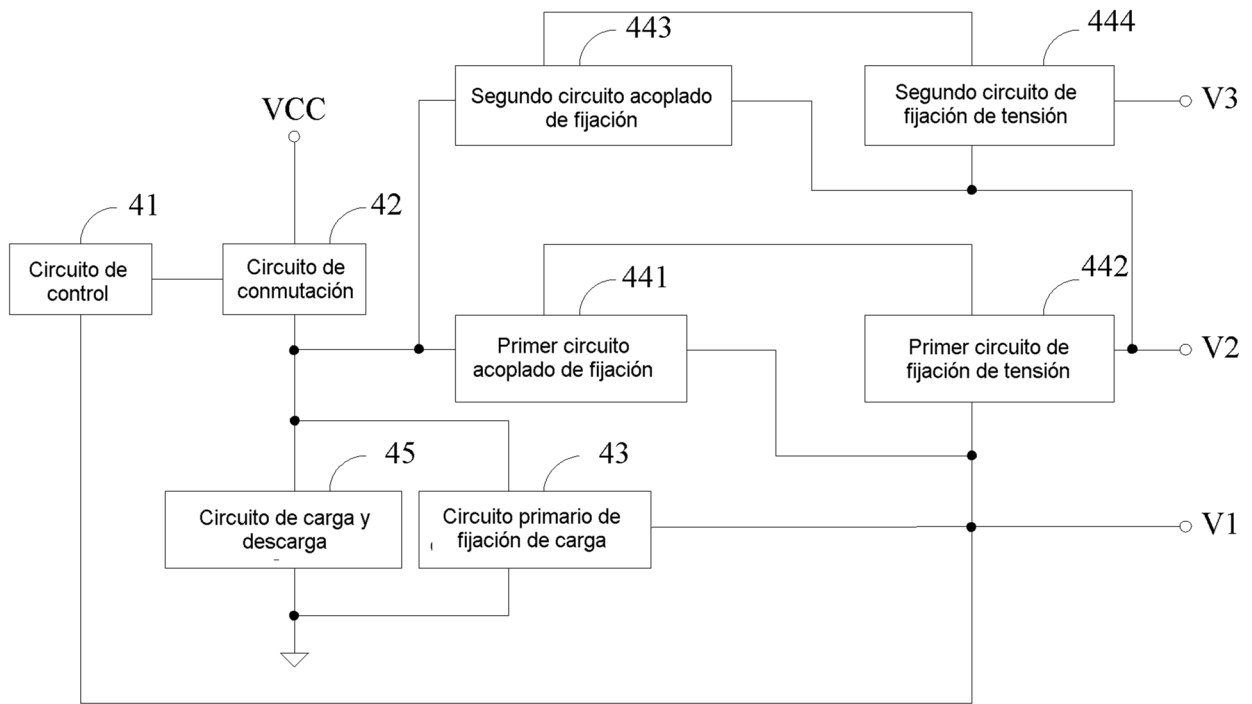 443
444
Segundo circuito acoplado
de fijación
Segundo circuito de
fijación de tensión
V3
VCC
41
42
Circuito de
control
Circuito de
conmutación
441
442
Primer circuito
acoplado de fijación
Primer circuito de
fijación de tensión
V2
45
43
Circuito de carga y
descarga
Circuito primario de
fijación de carga
V1